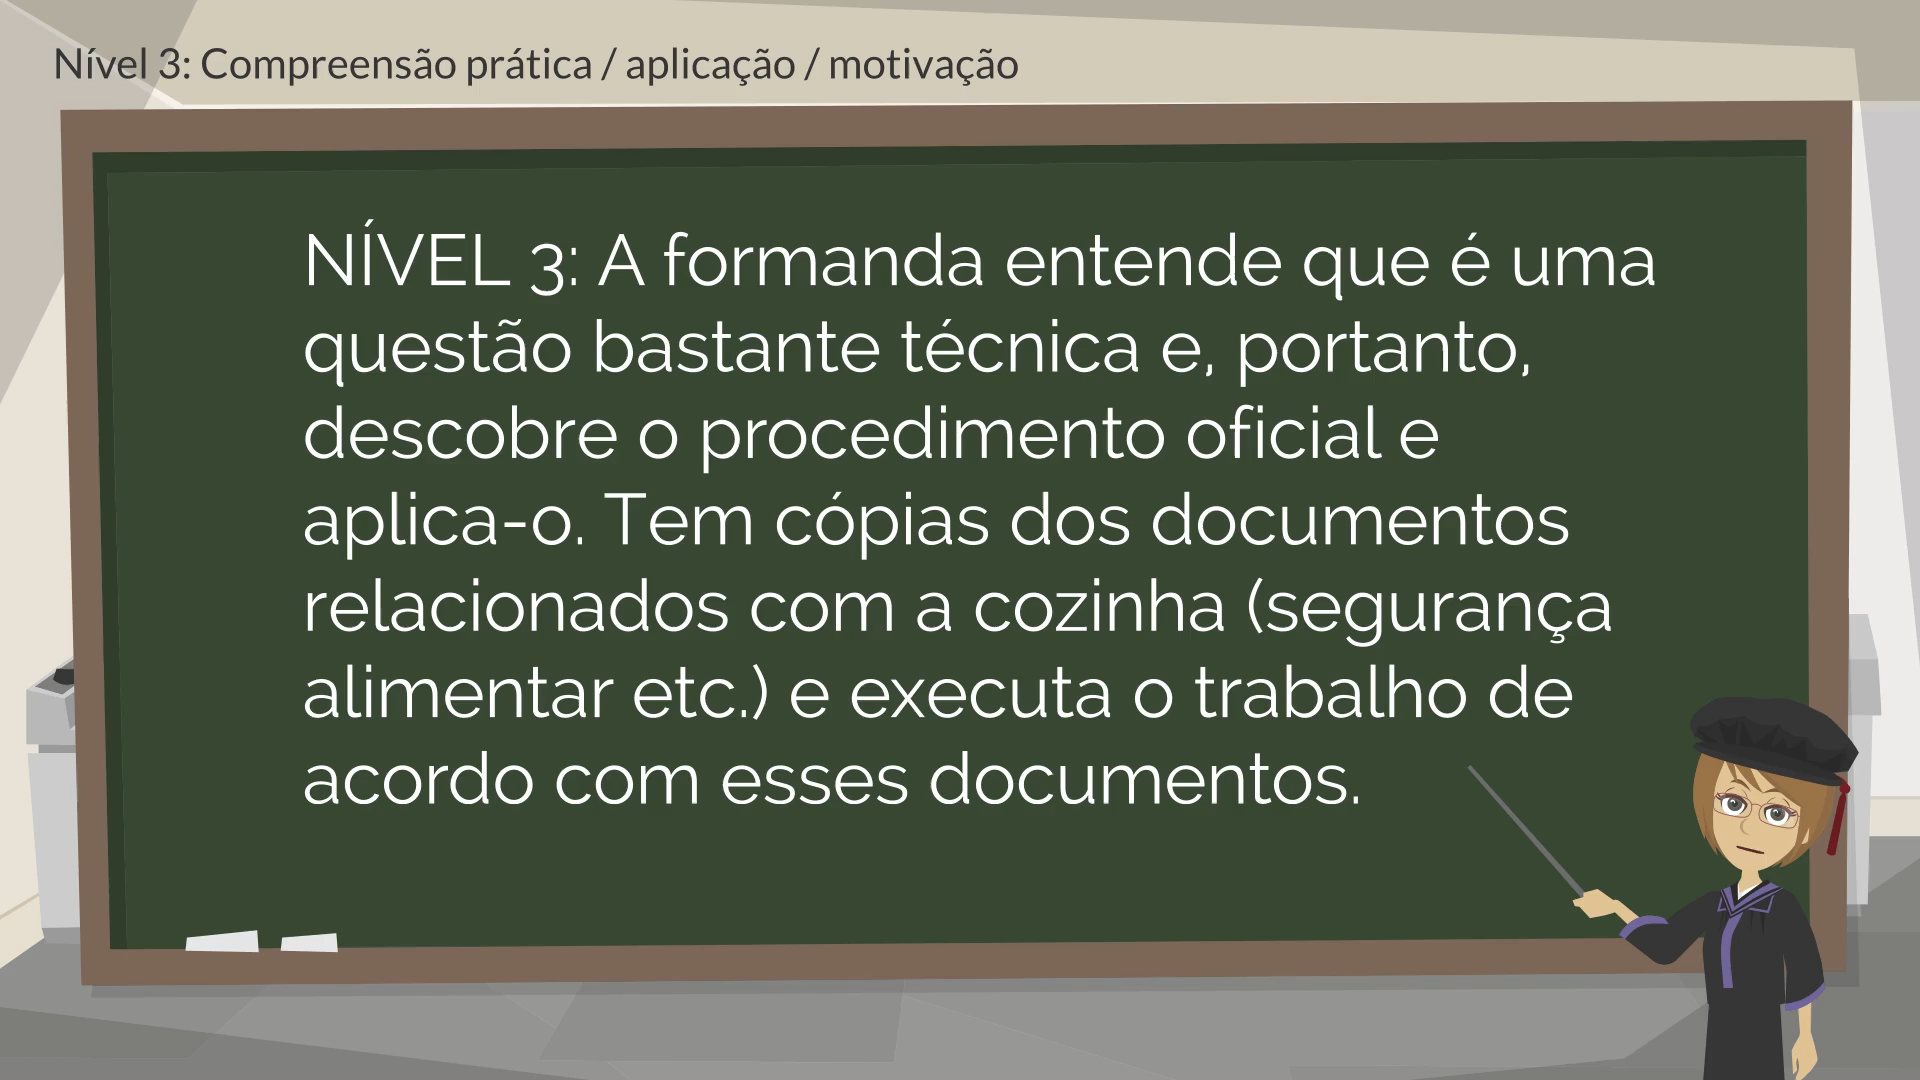 Nível 3: Compreensão prática / aplicação / motivação
NÍVEL 3: A formanda entende que é uma
questão bastante técnica e, portanto,
descobre o procedimento oficial e
aplica-o. Tem cópias dos documentos
relacionados com a cozinha (segurança
alimentar etc.) e executa o trabalho de
acordo com esses documentos.